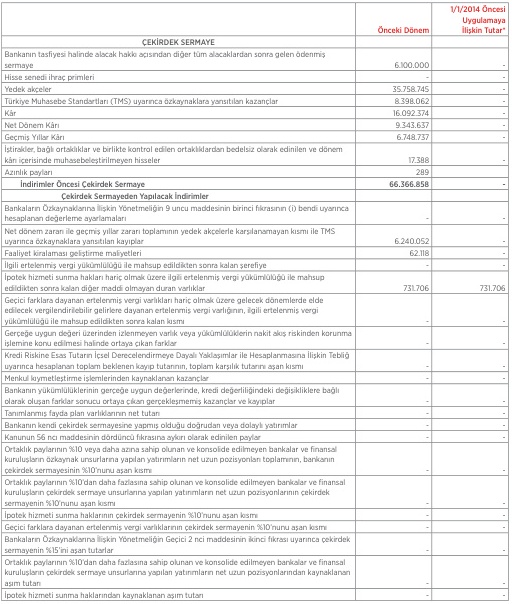 1/1/2014 Öncesi
Uygulamaya
Önceki Dönem İlişkin Tutar*
ÇEKİRDEK SERMAYE
Bankanın tasfiyesi halinde alacak hakkı açısından diğer tüm alacaklardan sonra gelen ödenmiş
sermaye 6.100.000 -
Hisse senedi ihraç primleri - -
Yedek akçeler 35.758.745 -
Türkiye Muhasebe Standartları (TMS) uyarınca özkaynaklara yansıtılan kazançlar 8.398.062 -
Kâr 16.092.374 -
Net Dönem Kârı 9.343.637 -
Geçmiş Yıllar Kârı 6.748.737 -
İştirakler, bağlı ortaklıklar ve birlikte kontrol edilen ortaklıklardan bedelsiz olarak edinilen ve dönem
kârı içerisinde muhasebeleştirilmeyen hisseler 17.388 -
Azınlık payları 289 -
İndirimler Öncesi Çekirdek Sermaye 66.366.858 -
Çekirdek Sermayeden Yapılacak İndirimler
Bankaların Özkaynaklarına İlişkin Yönetmeliğin 9 uncu maddesinin birinci fıkrasının (i) bendi uyarınca
hesaplanan değerleme ayarlamaları - -
Net dönem zararı ile geçmiş yıllar zararı toplamının yedek akçelerle karşılanamayan kısmı ile TMS
uyarınca özkaynaklara yansıtılan kayıplar 6.240.052 -
Faaliyet kiralaması geliştirme maliyetleri 62.118 -
İlgili ertelenmiş vergi yükümlülüğü ile mahsup edildikten sonra kalan şerefiye - -
İpotek hizmeti sunma hakları hariç olmak üzere ilgili ertelenmiş vergi yükümlülüğü ile mahsup
edildikten sonra kalan diğer maddi olmayan duran varlıklar 731.706 731.706
Geçici farklara dayanan ertelenmiş vergi varlıkları hariç olmak üzere gelecek dönemlerde elde
edilecek vergilendirilebilir gelirlere dayanan ertelenmiş vergi varlığının, ilgili ertelenmiş vergi
yükümlülüğü ile mahsup edildikten sonra kalan kısmı - -
Gerçeğe uygun değeri üzerinden izlenmeyen varlık veya yükümlülüklerin nakit akış riskinden korunma
işlemine konu edilmesi halinde ortaya çıkan farklar - -
Kredi Riskine Esas Tutarın İçsel Derecelendirmeye Dayalı Yaklaşımlar ile Hesaplanmasına İlişkin Tebliğ
uyarınca hesaplanan toplam beklenen kayıp tutarının, toplam karşılık tutarını aşan kısmı - -
Menkul kıymetleştirme işlemlerinden kaynaklanan kazançlar - -
Bankanın yükümlülüklerinin gerçeğe uygun değerlerinde, kredi değerliliğindeki değişikliklere bağlı
olarak oluşan farklar sonucu ortaya çıkan gerçekleşmemiş kazançlar ve kayıplar - -
Tanımlanmış fayda plan varlıklarının net tutarı - -
Bankanın kendi çekirdek sermayesine yapmış olduğu doğrudan veya dolaylı yatırımlar - -
Kanunun 56 ncı maddesinin dördüncü fıkrasına aykırı olarak edinilen paylar - -
Ortaklık paylarının %10 veya daha azına sahip olunan ve konsolide edilmeyen bankalar ve finansal
kuruluşların özkaynak unsurlarına yapılan yatırımların net uzun pozisyonları toplamının, bankanın
çekirdek sermayesinin %10'nunu aşan kısmı - -
Ortaklık paylarının %10'dan daha fazlasına sahip olunan ve konsolide edilmeyen bankalar ve finansal
kuruluşların çekirdek sermaye unsurlarına yapılan yatırımların net uzun pozisyonlarının çekirdek
sermayenin %10'nunu aşan kısmı - -
İpotek hizmeti sunma haklarının çekirdek sermayenin %10'nunu aşan kısmı - -
Geçici farklara dayanan ertelenmiş vergi varlıklarının çekirdek sermayenin %10'nunu aşan kısmı - -
Bankaların Özkaynaklarına İlişkin Yönetmeliğin Geçici 2 nci maddesinin ikinci fıkrası uyarınca çekirdek
sermayenin %15'ini aşan tutarlar - -
Ortaklık paylarının %10'dan daha fazlasına sahip olunan ve konsolide edilmeyen bankalar ve finansal
kuruluşların çekirdek sermaye unsurlarına yapılan yatırımların net uzun pozisyonlarından kaynaklanan
aşım tutarı - -
İpotek hizmeti sunma haklarından kaynaklanan aşım tutarı - -